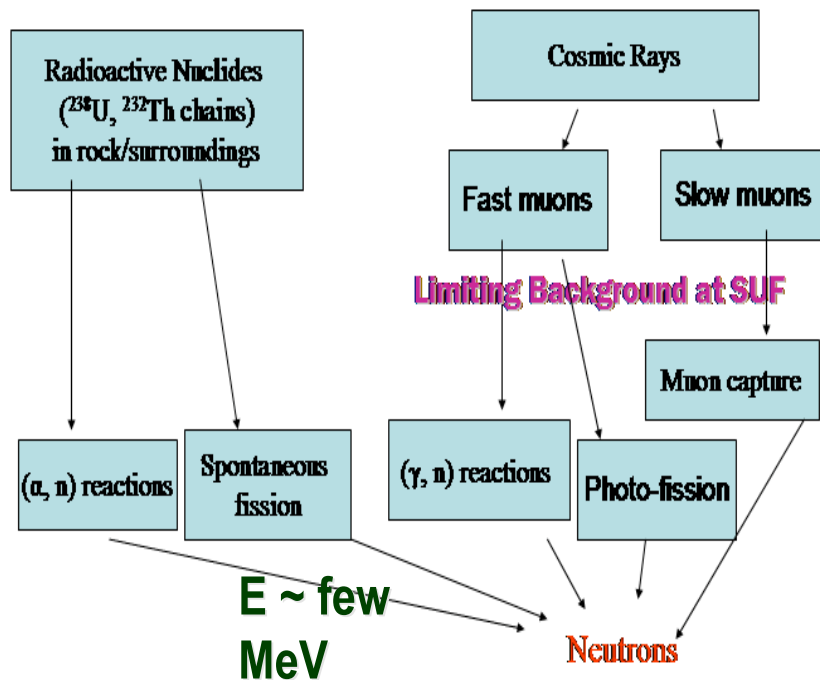 Radioactive Nuclides
(²³⁸U, ²³²Th chains)
in rock/surroundings
Cosmic Rays
Fast muons
Slow muons
Limiting Background at SUF
Muon capture
(α, n) reactions
Spontaneous
fission
(γ, n) reactions
Photo-fission
E ~ few
MeV
Neutrons